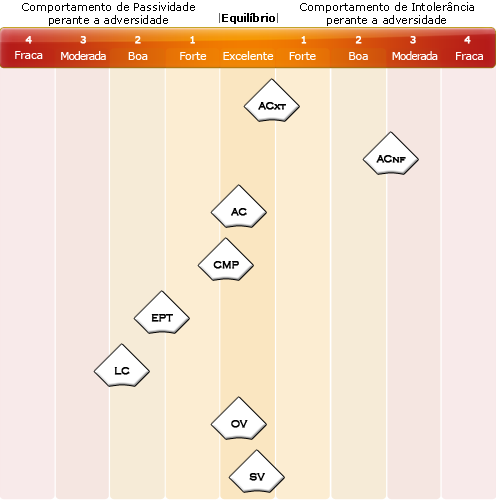 Comportamento de Passividade
perante a adversidade
|Equilíbrio|
Comportamento de Intolerância
perante a adversidade
4 3 2 1 1 2 3 4
Fraca Moderada Boa Forte Excelente Forte Boa Moderada Fraca
ACXT
ACNF
AC
CMP
EPT
LC
OV
SV